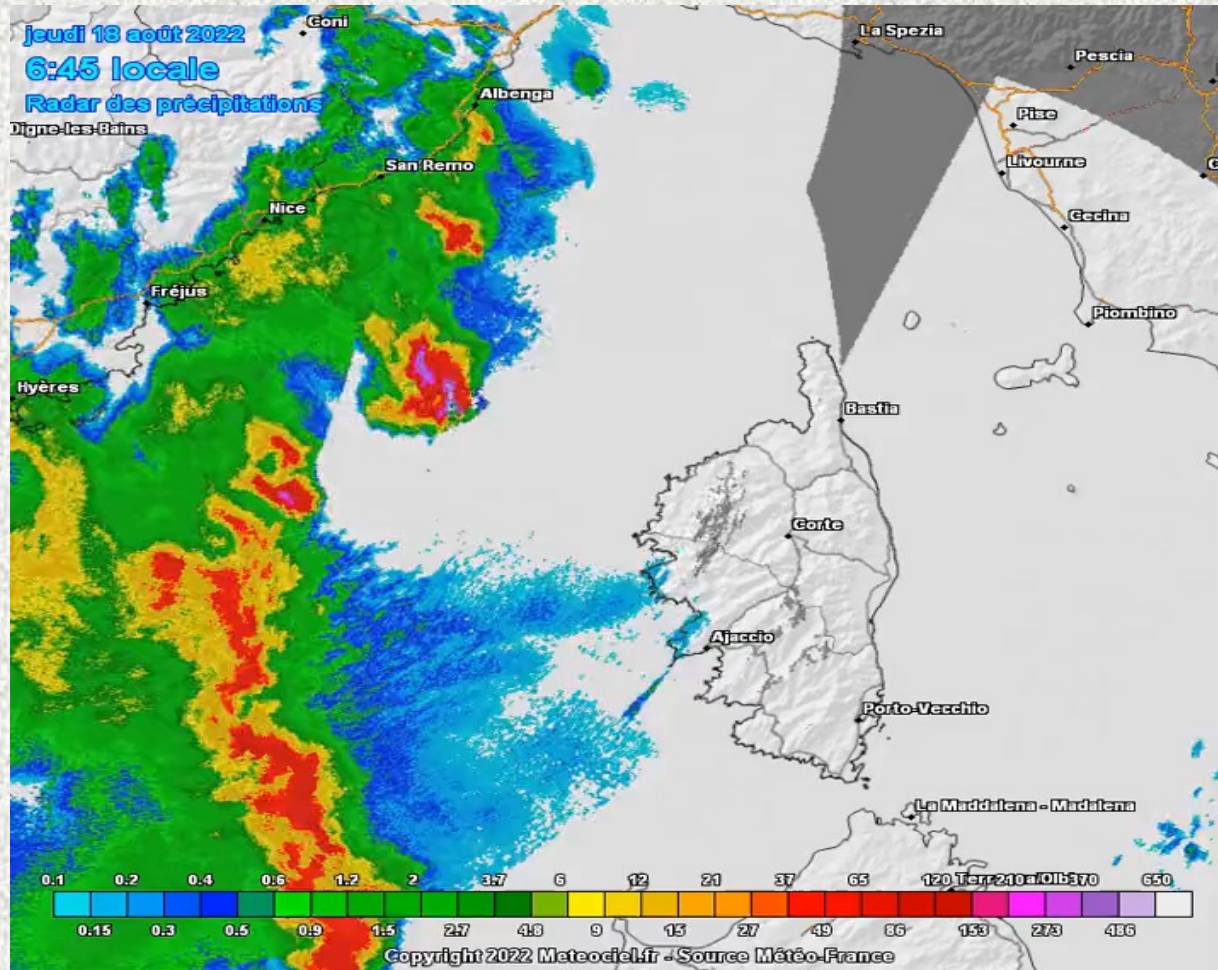 jeudi 18 août 2022
6:45 locale
Radar des précipitations
Coni
La Spezia
Pescia
Albenga
Pise
Digne-les-Bains
San Remo
Livourne
Nice
Cecina
Fréjus
Piombino
Hyères
Bastia
Corte
Ajaccio
Porto-Vecchio
La Maddalena - Madalena
0.1 0.2 0.4 0.6 1.2 2 3.7 6 12 21 37 65 120 240 370 650
0.15 0.3 0.5 0.9 1.5 2.7 4.8 9 15 27 49 86 153 273 486
Copyright 2022 Meteociel.fr - Source Météo-France